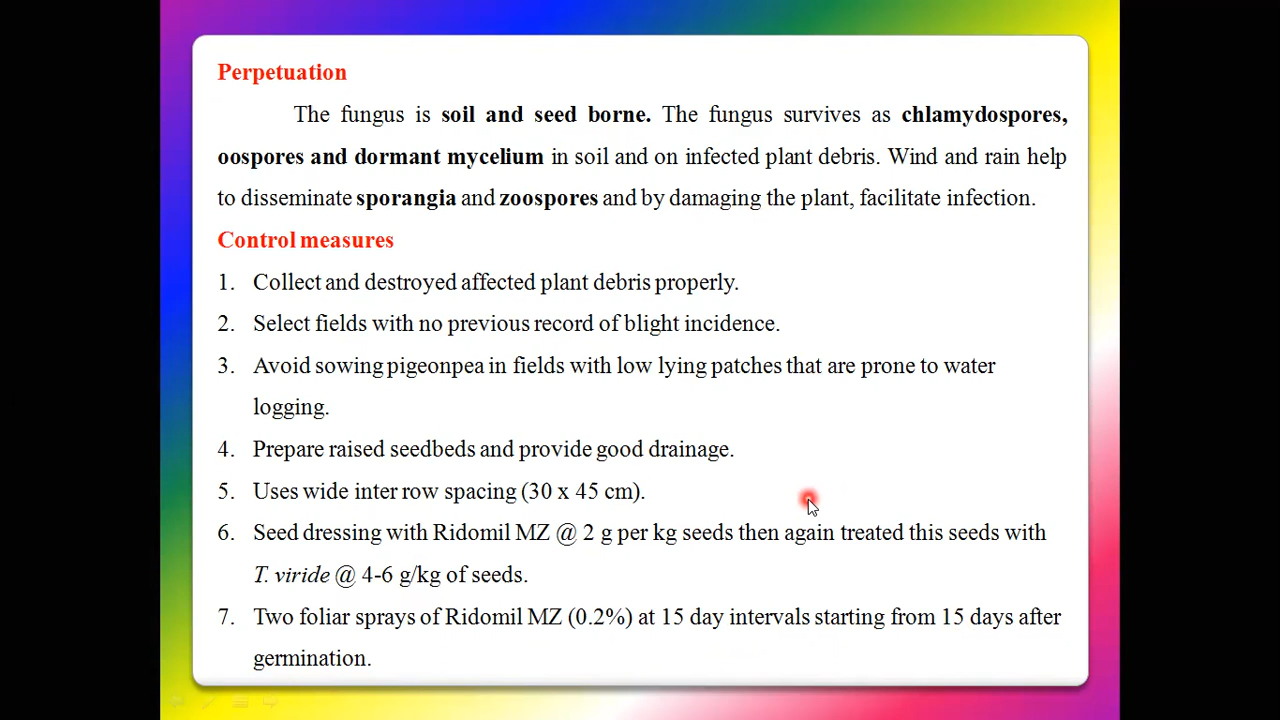 Perpetuation
The fungus is soil and seed borne. The fungus survives as chlamydospores,
oospores and dormant mycelium in soil and on infected plant debris. Wind and rain help
to disseminate sporangia and zoospores and by damaging the plant, facilitate infection.
Control measures
1. Collect and destroyed affected plant debris properly.
2. Select fields with no previous record of blight incidence.
3. Avoid sowing pigeonpea in fields with low lying patches that are prone to water
logging.
4. Prepare raised seedbeds and provide good drainage.
5. Uses wide inter row spacing (30 x 45 cm).
6. Seed dressing with Ridomil MZ @ 2 g per kg seeds then again treated this seeds with
T. viride @ 4-6 g/kg of seeds.
7. Two foliar sprays of Ridomil MZ (0.2%) at 15 day intervals starting from 15 days after
germination.